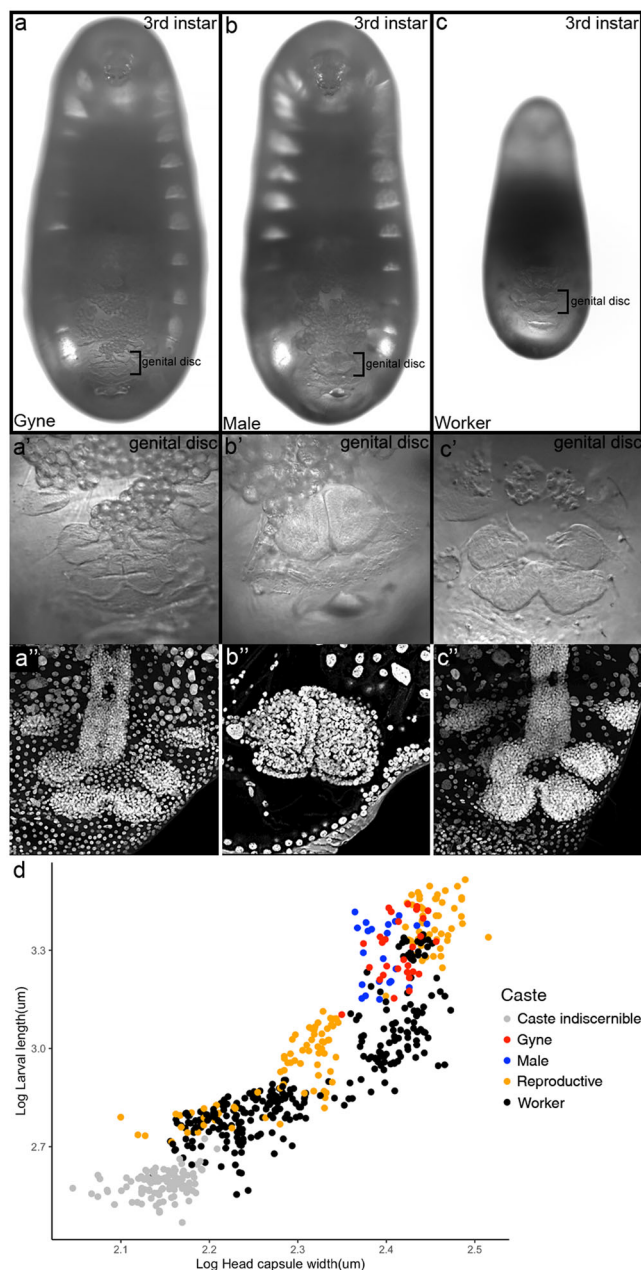 a
3rd instar
genital disc
Gyne
b
3rd instar
genital disc
Male
c
3rd instar
genital disc
Worker
a'
genital disc
b'
genital disc
c'
genital disc
a"
b"
c"
d
Log Larval length(um)
3.3
3.0
2.7
2.1
2.2
2.3
2.4
2.5
Log Head capsule width(um)
Caste
Caste indiscernible
Gyne
Male
Reproductive
Worker